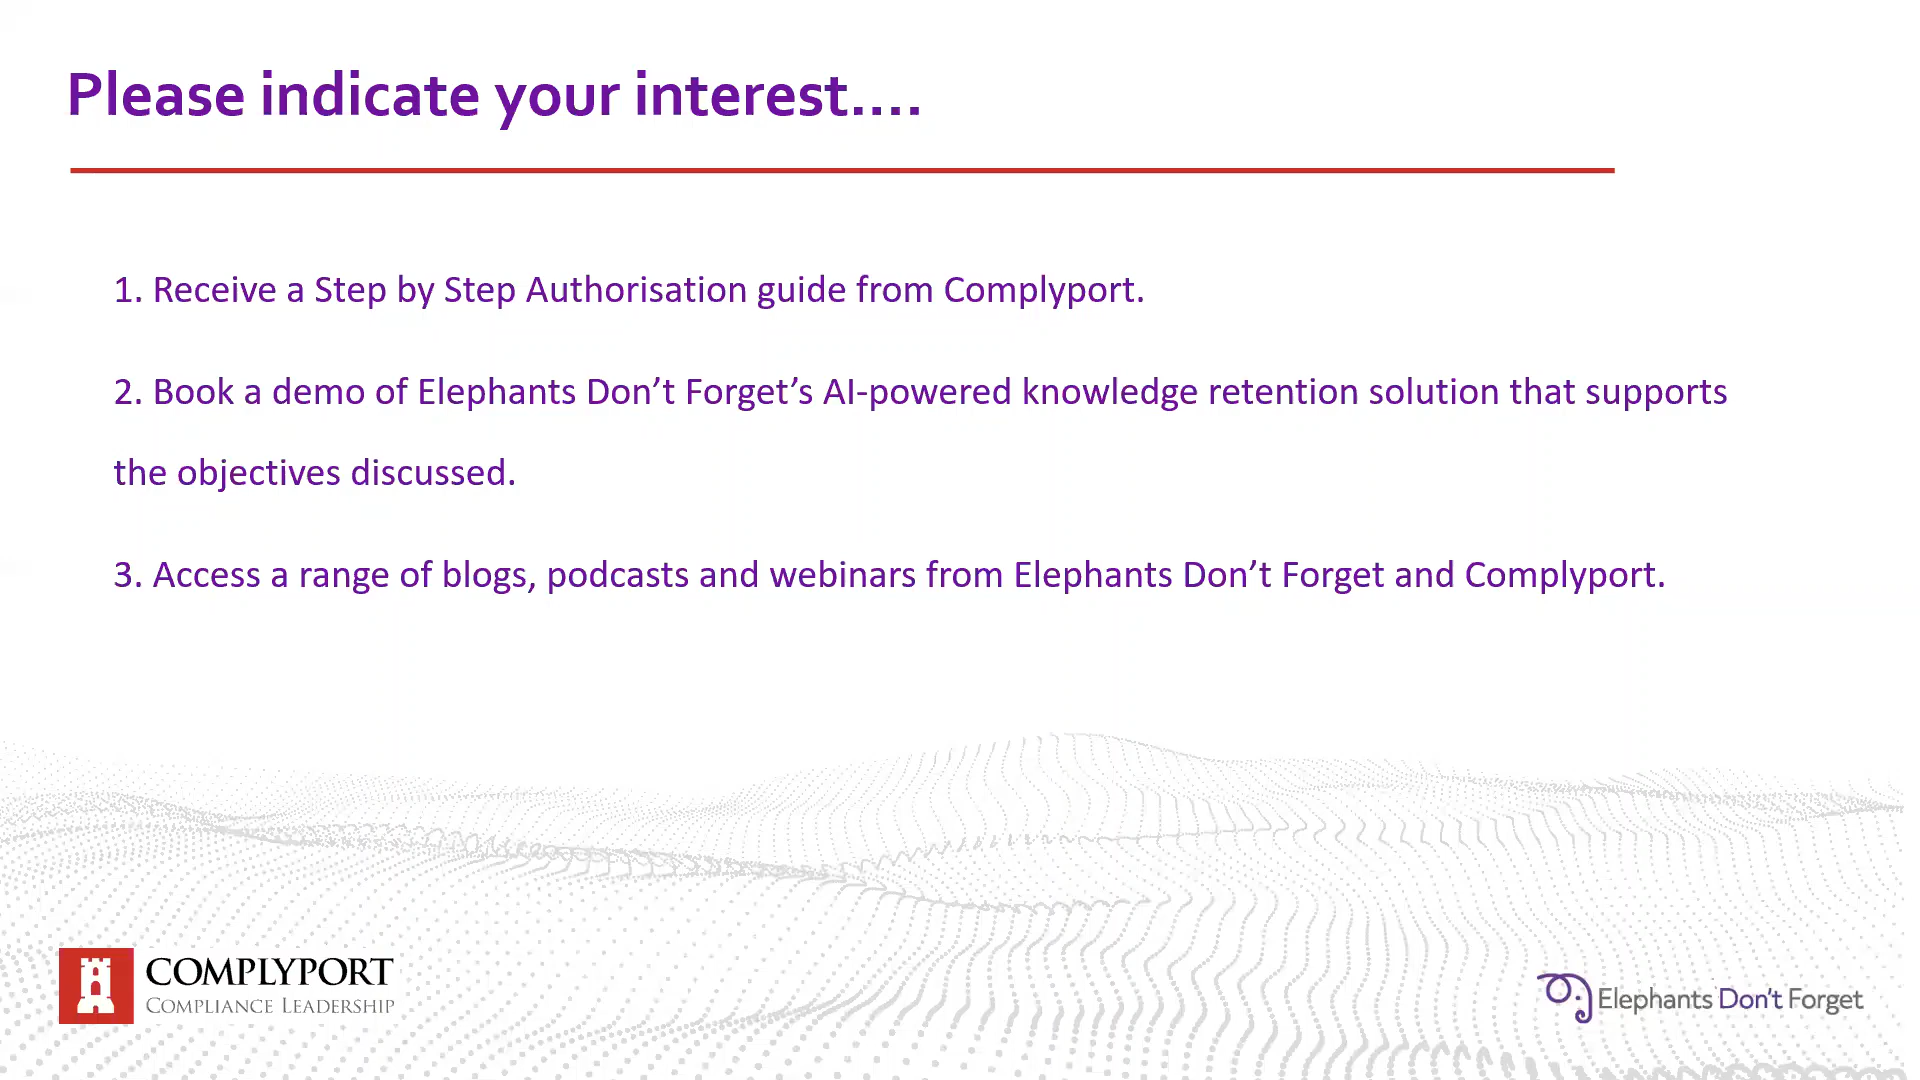 Please indicate your interest....
1. Receive a Step by Step Authorisation guide from Complyport.
2. Book a demo of Elephants Don’t Forget’s AI-powered knowledge retention solution that supports
the objectives discussed.
3. Access a range of blogs, podcasts and webinars from Elephants Don’t Forget and Complyport.
COMPLYPORT
COMPLIANCE LEADERSHIP
Elephants Don't Forget